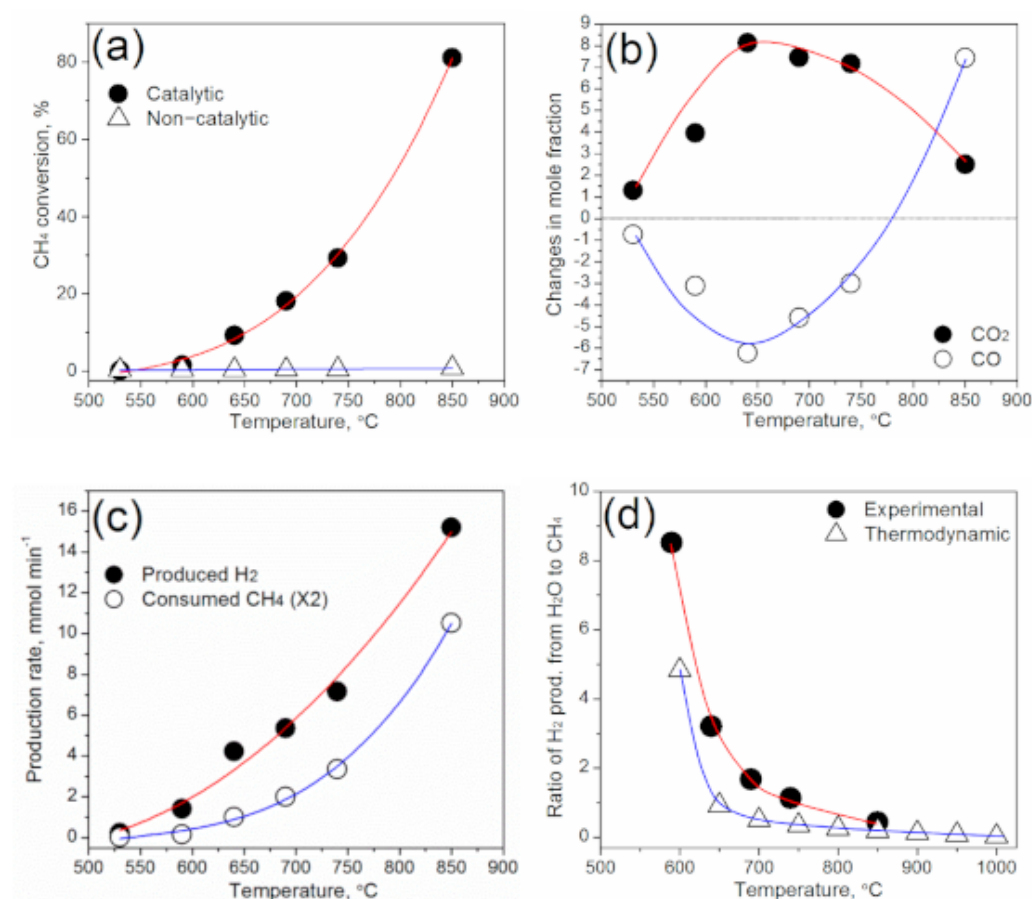 (a)
Catalytic
Non-catalytic
CH₄ conversion, %
80
60
40
20
0
500 550 600 650 700 750 800 850 900
Temperature, °C
(b)
Changes in mole fraction
9
8
7
6
5
4
3
2
1
0
-1
-2
-3
-4
-5
-6
-7
CO₂
CO
500 550 600 650 700 750 800 850 900
Temperature, °C
(c)
Produced H₂
Consumed CH₄ (X2)
Production rate, mmol min⁻¹
16
14
12
10
8
6
4
2
0
500 550 600 650 700 750 800 850 900
Temperature, °C
(d)
Experimental
Thermodynamic
Ratio of H₂ prod. from H₂O to CH₄
10
8
6
4
2
0
600 700 800 900 1000
Temperature, °C